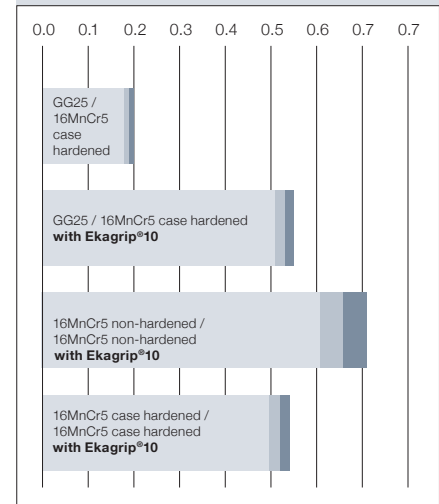 0.0 0.1 0.2 0.3 0.4 0.5 0.6 0.7 0.7
GG25 /
16MnCr5
case
hardened
GG25 / 16MnCr5 case hardened
with Ekagrip®10
16MnCr5 non-hardened /
16MnCr5 non-hardened
with Ekagrip®10
16MnCr5 case hardened /
16MnCr5 case hardened
with Ekagrip®10